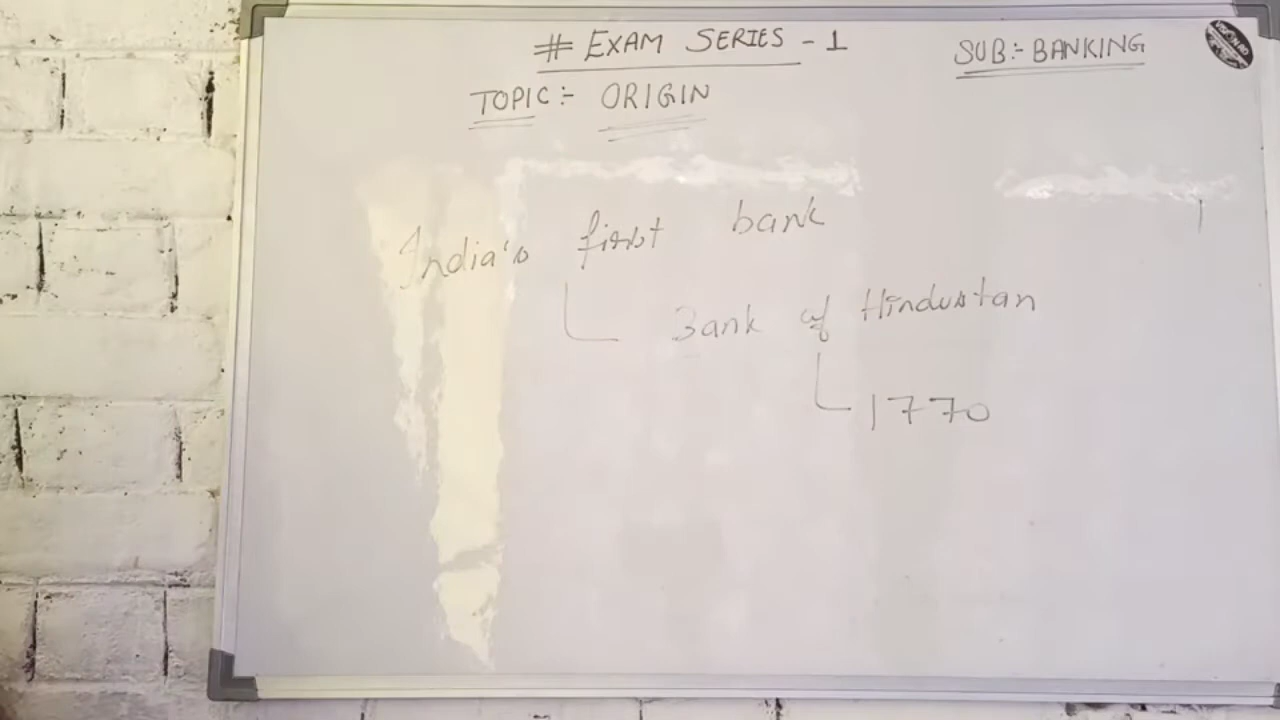 # EXAM SERIES - 1
SUB:- BANKING
TOPIC:- ORIGIN
India's first bank
Bank of Hindustan
1770